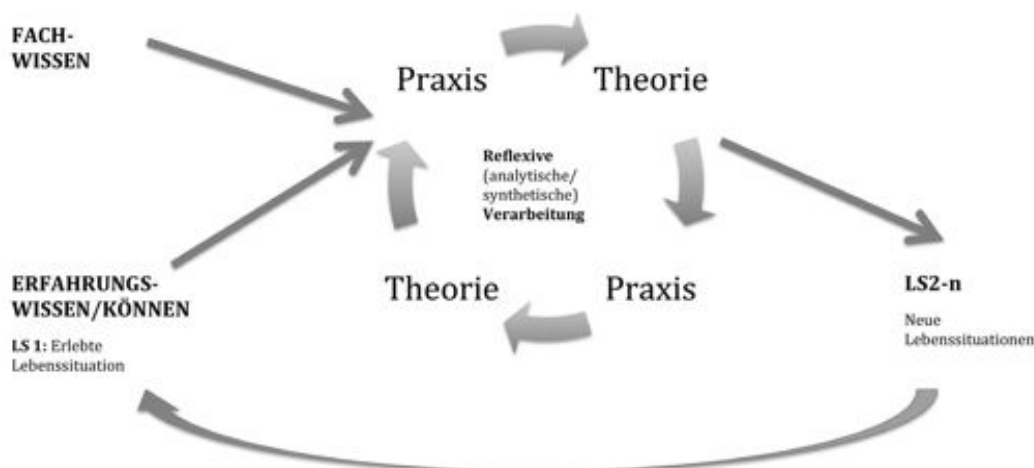 FACH-
WISSEN
Praxis
Theorie
Reflexive
(analytische/
synthetische)
Verarbeitung
Theorie
Praxis
ERFAHRUNGS-
WISSEN/KÖNNEN
LS 1: Erlebte
Lebenssituation
LS2-n
Neue
Lebenssituationen